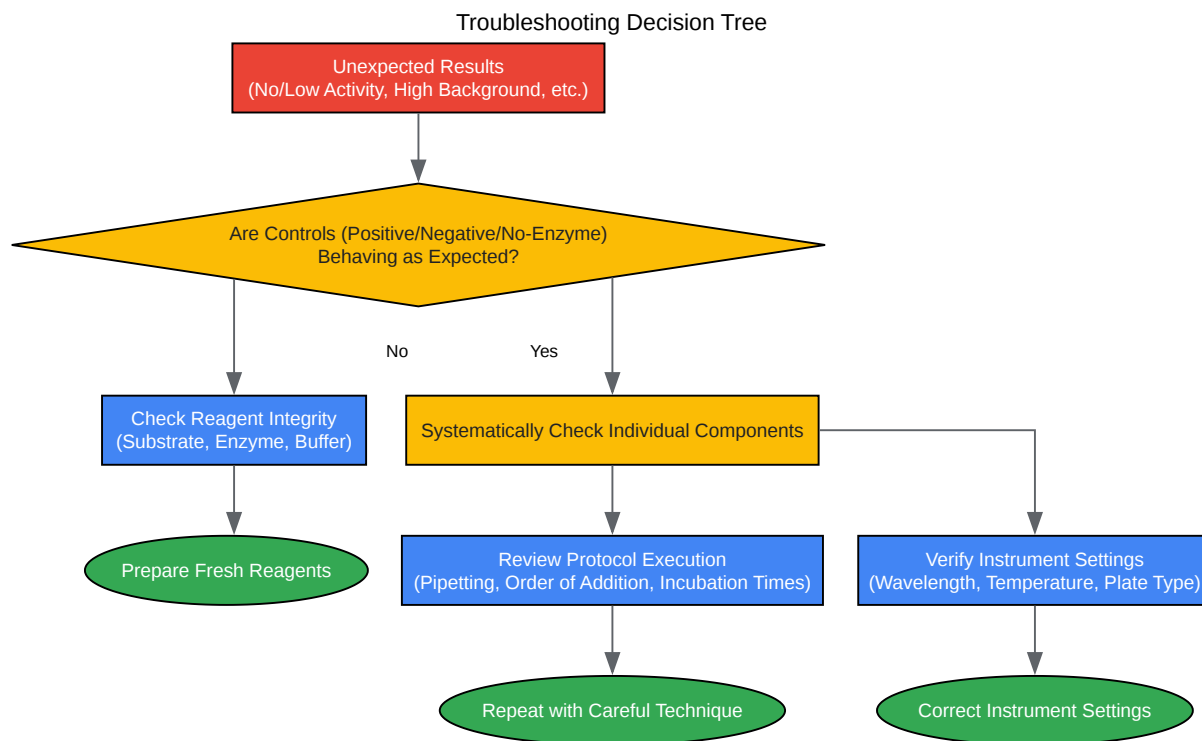 Troubleshooting Decision Tree
Unexpected Results
(No/Low Activity, High Background, etc.)
Are Controls (Positive/Negative/No-Enzyme)
Behaving as Expected?
No
Yes
Check Reagent Integrity
(Substrate, Enzyme, Buffer)
Systematically Check Individual Components
Prepare Fresh Reagents
Review Protocol Execution
(Pipetting, Order of Addition, Incubation Times)
Verify Instrument Settings
(Wavelength, Temperature, Plate Type)
Repeat with Careful Technique
Correct Instrument Settings